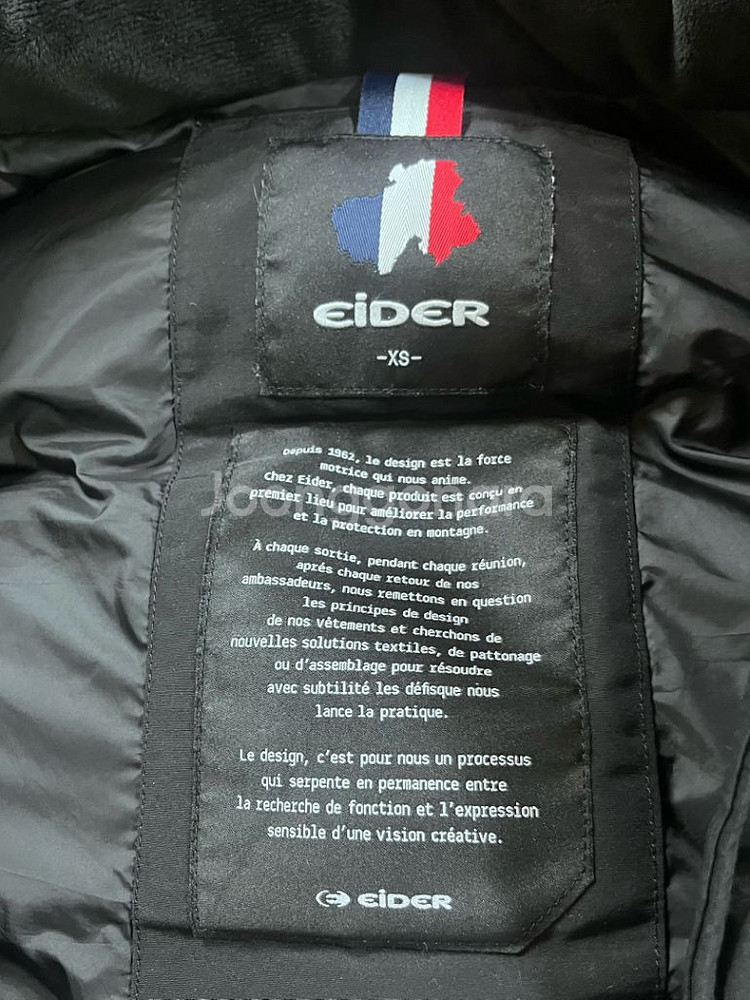 EiDER
-XS-
Depuis 1962, le design est la force
motrice qui nous anime.
Chez Eider, chaque produit est conçu en
premier lieu pour améliorer la performance
et la protection en montagne.
À chaque sortie, pendant chaque réunion,
aprés chaque retour de nos
ambassadeurs, nous remettons en question
les principes de design
de nos vêtements et cherchons de
nouvelles solutions textiles, de pattonage
ou d'assemblage pour résoudre
avec subtilité les défisque nous
lance la pratique.
Le design, c'est pour nous un processus
qui serpente en permanence entre
la recherche de fonction et l'expression
sensible d'une vision créative.
EiDER